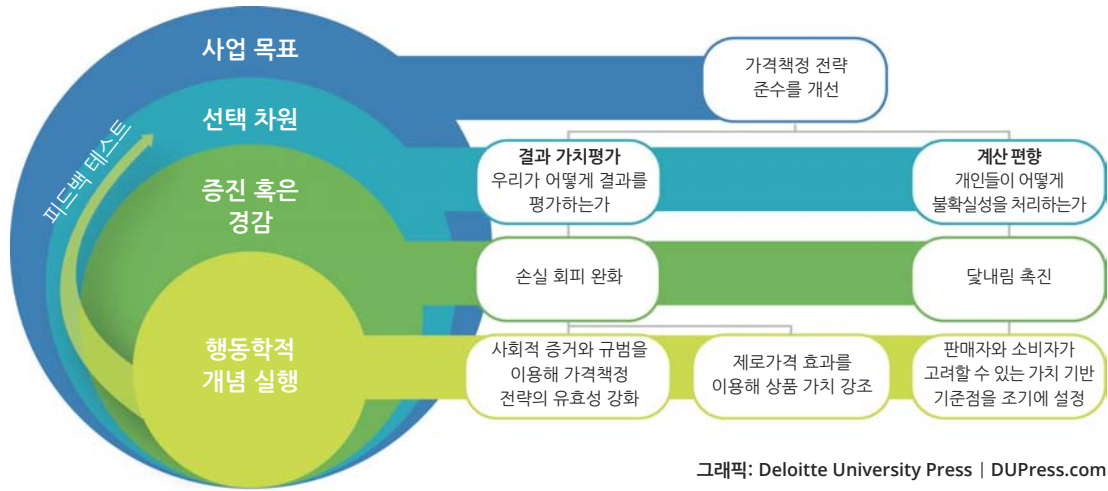 사업 목표
가격책정 전략
준수를 개선
선택 차원
피드백 테스트
결과 가치평가
우리가 어떻게 결과를
평가하는가
계산 편향
개인들이 어떻게
불확실성을 처리하는가
증진 혹은
경감
손실 회피 완화
닻내림 촉진
행동학적
개념 실행
사회적 증거와 규범을
이용해 가격책정
전략의 유효성 강화
제로가격 효과를
이용해 상품 가치 강조
판매자와 소비자가
고려할 수 있는 가치 기반
기준점을 조기에 설정
그래픽: Deloitte University Press | DUPress.com